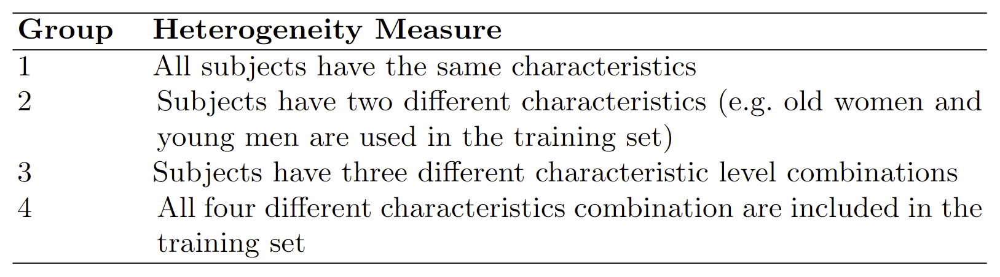 Group Heterogeneity Measure
1 All subjects have the same characteristics
2 Subjects have two different characteristics (e.g. old women and
young men are used in the training set)
3 Subjects have three different characteristic level combinations
4 All four different characteristics combination are included in the
training set